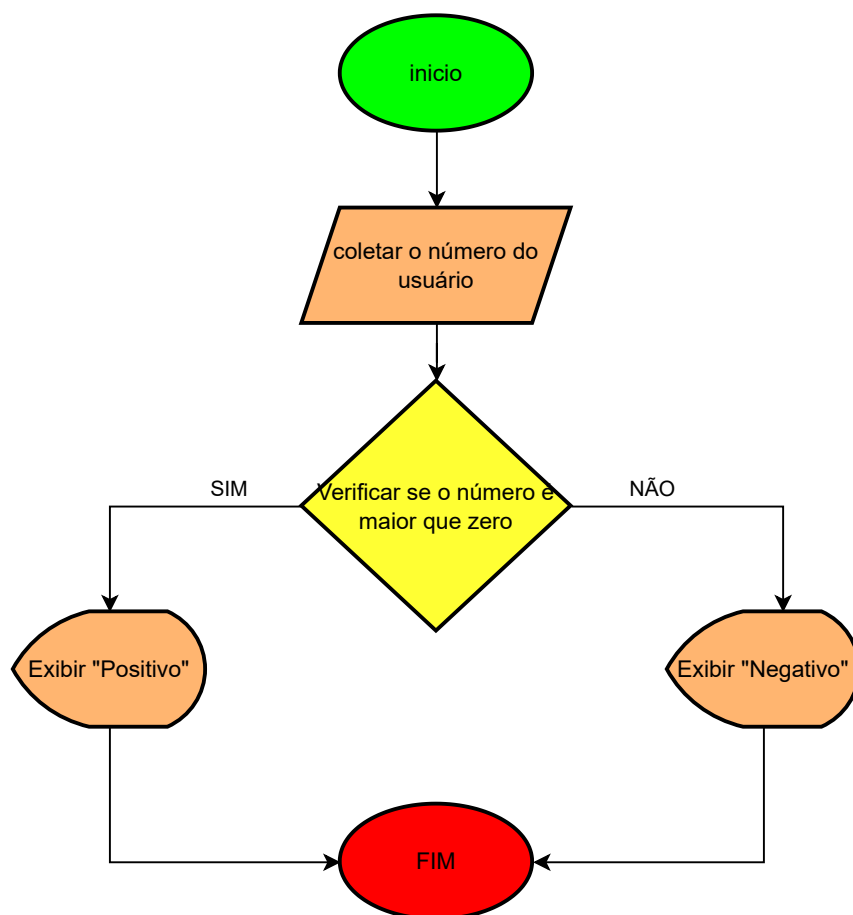 inicio
coletar o número do
usuário
SIM
NÃO
Verificar se o número é
maior que zero
Exibir "Positivo"
Exibir "Negativo"
FIM